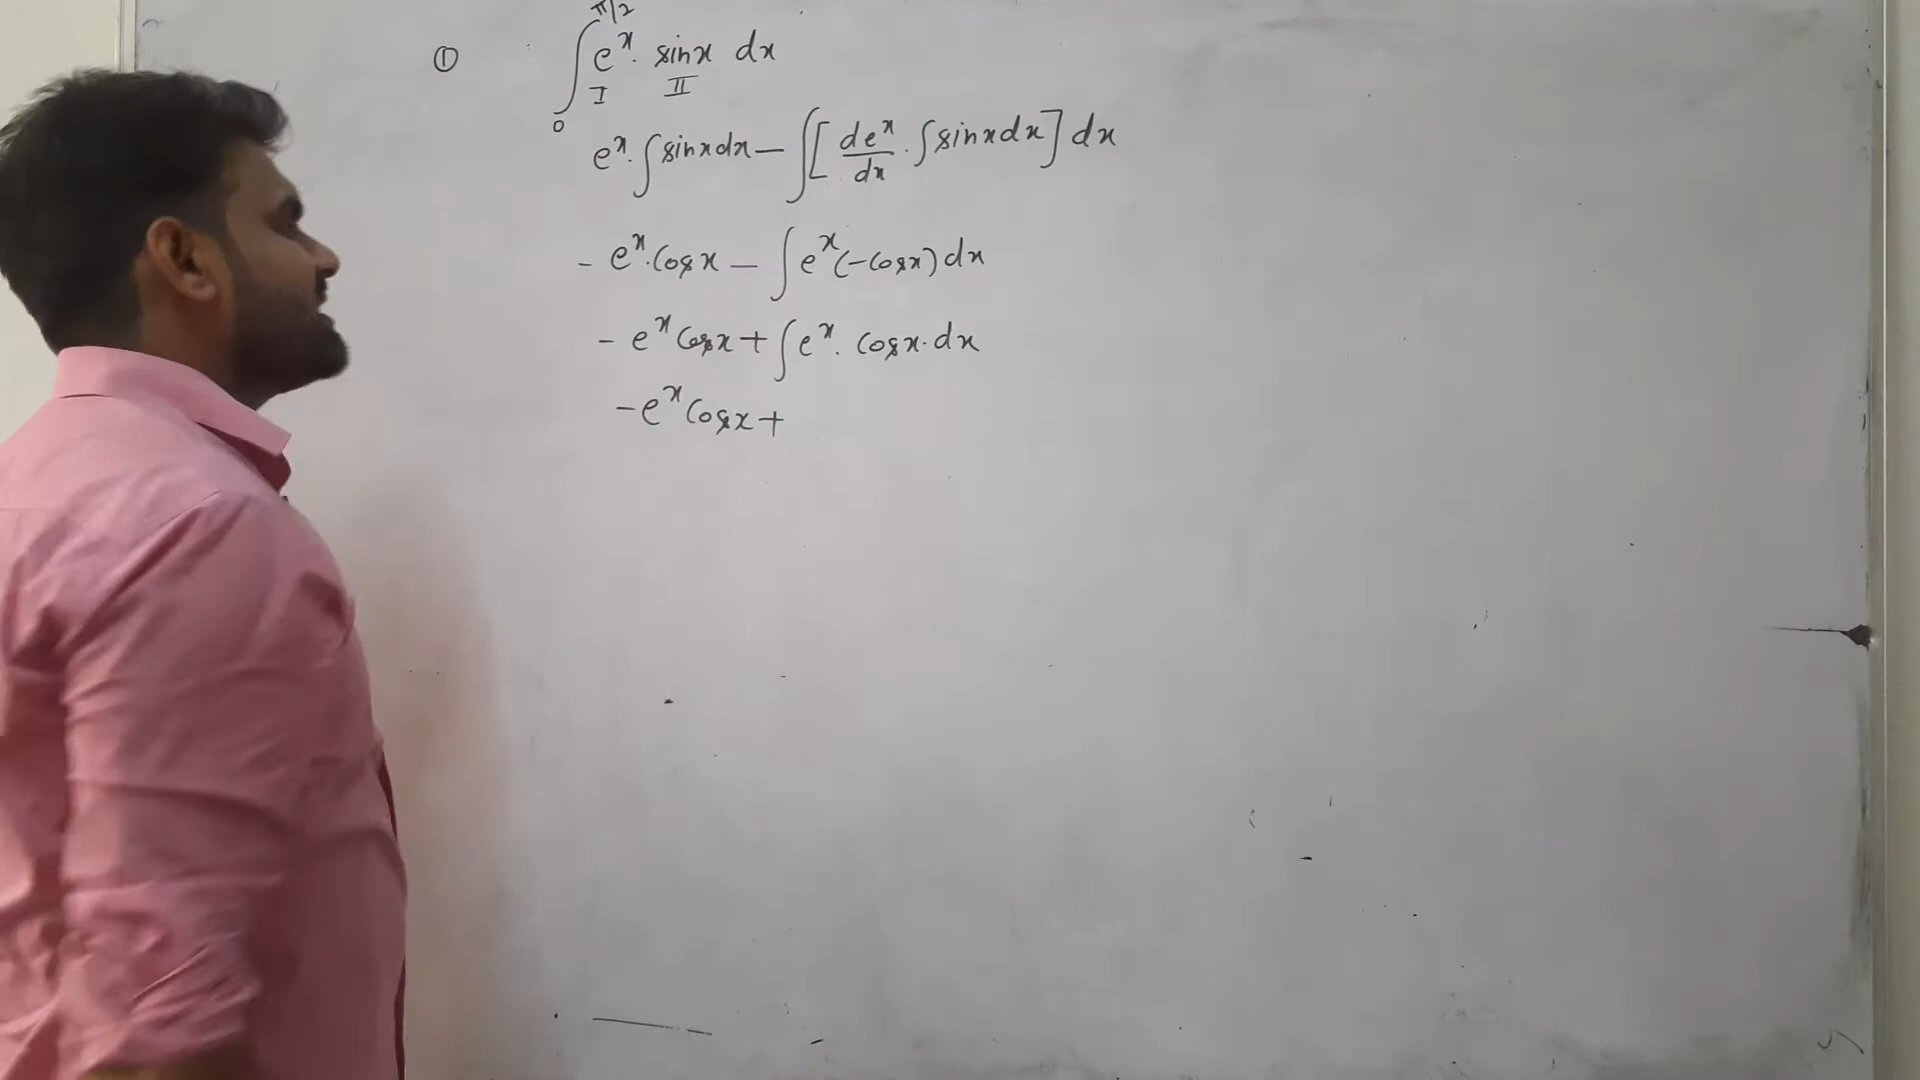 ① ∫₀^π/2 eˣ. sinx dx
I II
eˣ. ∫sinxdx – ∫[deˣ/dx . ∫sinxdx] dx
- eˣ.Cosx – ∫eˣ(-cosx) dx
- eˣ Cosx + ∫eˣ. cosx.dx
-eˣ Cosx +